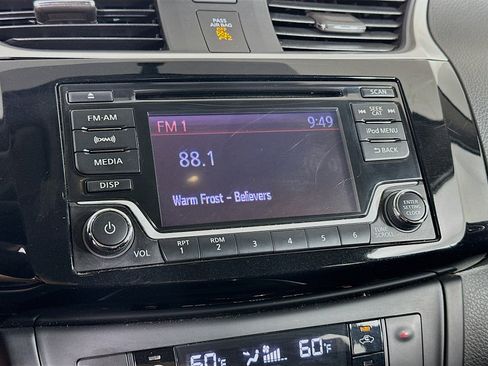 PASS
AIR BAG
SCAN
FM 1
9:49
FM•AM
SEEK
CAT
iPod MENU
MEDIA
88.1
BACK
DISP
Warm Frost - Believers
ENTER
SETTING
CLOCK
VOL
RPT
1
RDM
2
3
4
5
6
TUNE
SCROLL
60°F
60°F